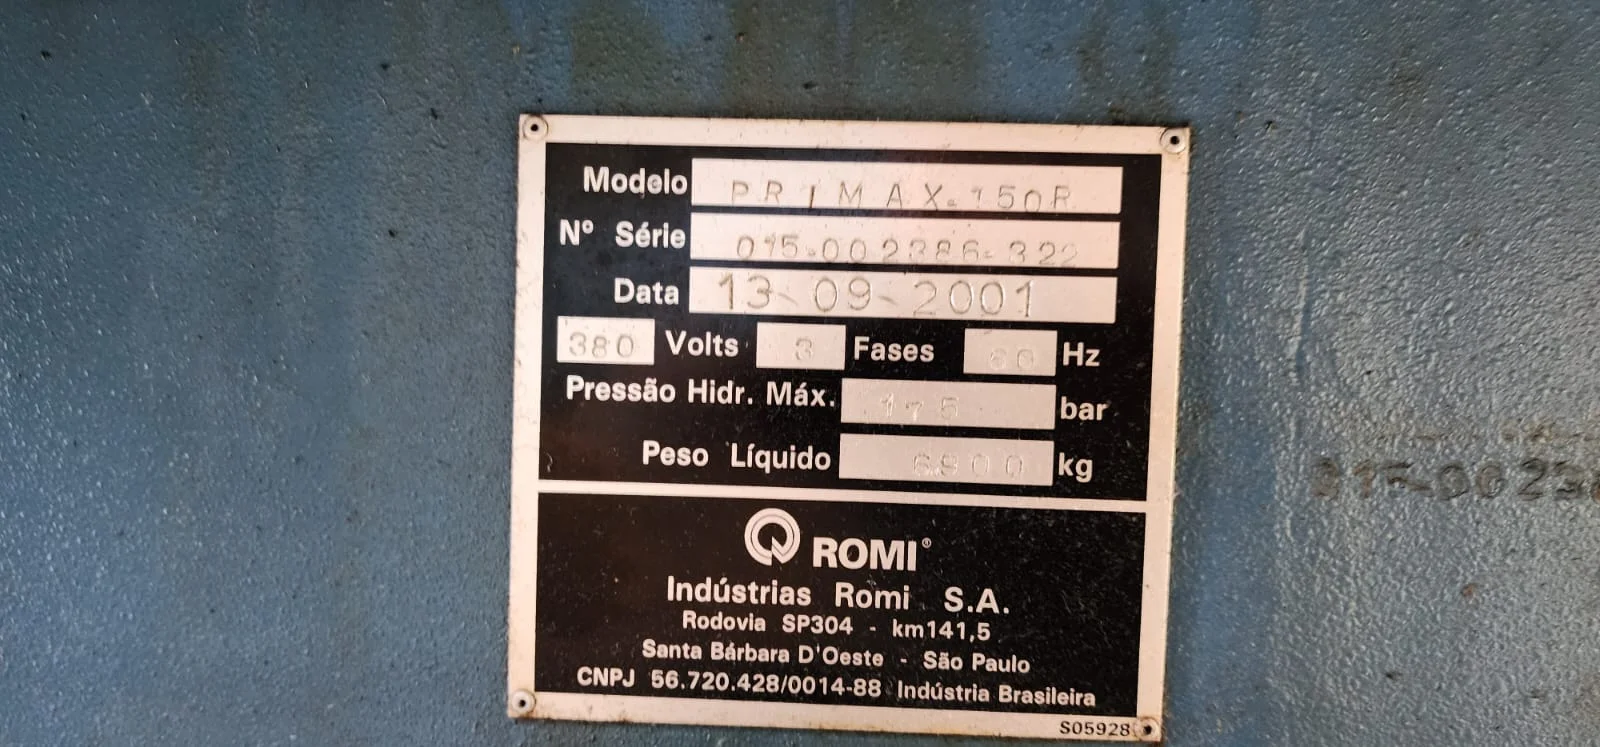 Modelo PRIMAX-150R
Nº Série 015-002386-322
Data 13-09-2001
380 Volts 3 Fases 60 Hz
Pressão Hidr. Máx. 175 bar
Peso Líquido 6900 kg
ROMI®
Indústrias Romi S.A.
Rodovia SP304 - km141,5
Santa Bárbara D'Oeste - São Paulo
CNPJ 56.720.428/0014-88 Indústria Brasileira
S05928
015-00238